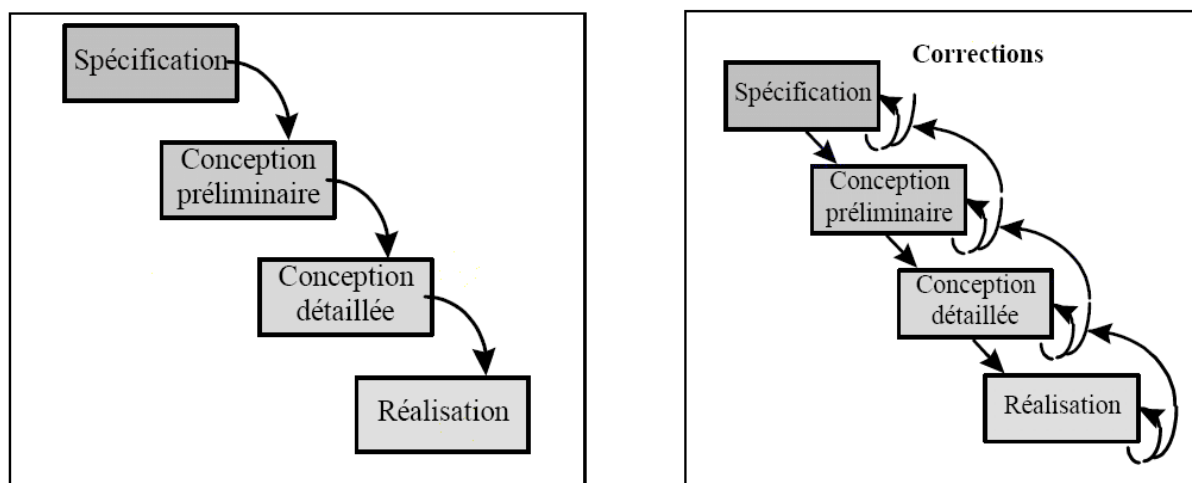 Spécification
Conception
préliminaire
Conception
détaillée
Réalisation
Corrections
Spécification
Conception
préliminaire
Conception
détaillée
Réalisation